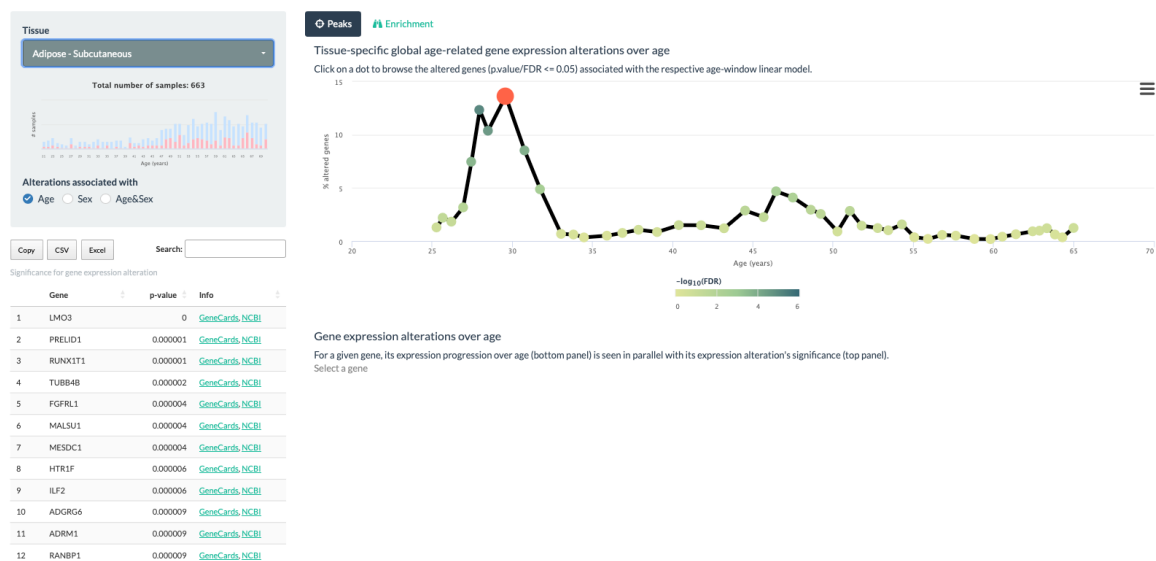 Tissue
Adipose - Subcutaneous
Total number of samples: 663
# samples
Age (years)
Alterations associated with
Age Sex Age&Sex
Copy CSV Excel Search:
Significance for gene expression alteration
Gene p-value Info
1 LMO3 0 GeneCards, NCBI
2 PRELID1 0.000001 GeneCards, NCBI
3 RUNX1T1 0.000001 GeneCards, NCBI
4 TUBB4B 0.000002 GeneCards, NCBI
5 FGFRL1 0.000004 GeneCards, NCBI
6 MALSU1 0.000004 GeneCards, NCBI
7 MESDC1 0.000004 GeneCards, NCBI
8 HTR1F 0.000006 GeneCards, NCBI
9 ILF2 0.000006 GeneCards, NCBI
10 ADGRG6 0.000009 GeneCards, NCBI
11 ADRM1 0.000009 GeneCards, NCBI
12 RANBP1 0.000009 GeneCards, NCBI
Peaks Enrichment
Tissue-specific global age-related gene expression alterations over age
Click on a dot to browse the altered genes (p.value/FDR <= 0.05) associated with the respective age-window linear model.
% altered genes
15
10
5
0
20 25 30 35 40 45 50 55 60 65 70
Age (years)
−log10(FDR)
0 2 4 6
Gene expression alterations over age
For a given gene, its expression progression over age (bottom panel) is seen in parallel with its expression alteration's significance (top panel).
Select a gene